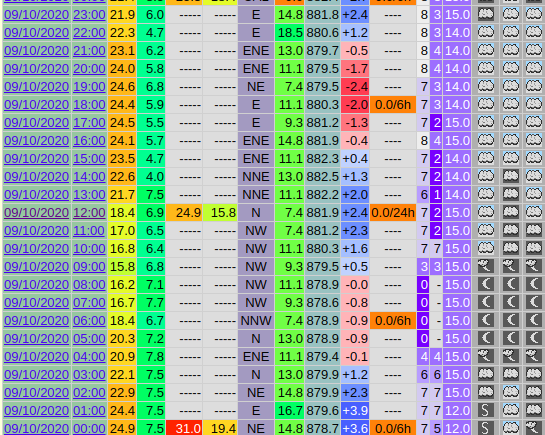 09/10/2020 23:00 21.9 6.0 ----- ----- E 14.8 881.8 +2.4 ---- 8 3 15.0
09/10/2020 22:00 22.3 4.7 ----- ----- E 18.5 880.6 +1.2 ---- 8 3 14.0
09/10/2020 21:00 23.1 6.2 ----- ----- ENE 13.0 879.7 -0.5 ---- 8 4 14.0
09/10/2020 20:00 24.0 5.8 ----- ----- ENE 11.1 879.5 -1.7 ---- 8 4 14.0
09/10/2020 19:00 24.6 6.8 ----- ----- NE 7.4 879.5 -2.4 ---- 7 3 14.0
09/10/2020 18:00 24.4 5.9 ----- ----- E 11.1 880.3 -2.0 0.0/6h 7 3 14.0
09/10/2020 17:00 24.5 5.5 ----- ----- E 9.3 881.2 -1.3 ---- 7 2 15.0
09/10/2020 16:00 24.1 5.7 ----- ----- ENE 14.8 881.9 -0.4 ---- 8 4 15.0
09/10/2020 15:00 23.5 4.7 ----- ----- ENE 11.1 882.3 +0.4 ---- 7 2 14.0
09/10/2020 14:00 22.6 4.0 ----- ----- NNE 13.0 882.5 +1.3 ---- 7 2 14.0
09/10/2020 13:00 21.7 7.5 ----- ----- NNE 11.1 882.2 +2.0 ---- 6 1 14.0
09/10/2020 12:00 18.4 6.9 24.9 15.8 N 7.4 881.9 +2.4 0.0/24h 7 2 15.0
09/10/2020 11:00 17.0 6.5 ----- ----- NW 7.4 881.2 +2.3 ---- 7 2 15.0
09/10/2020 10:00 16.8 6.4 ----- ----- NW 11.1 880.3 +1.6 ---- 7 7 15.0
09/10/2020 09:00 15.8 6.8 ----- ----- NW 9.3 879.5 +0.5 ---- 3 3 15.0
09/10/2020 08:00 16.2 7.1 ----- ----- NW 11.1 878.9 -0.0 ---- 0 - 15.0
09/10/2020 07:00 16.7 7.7 ----- ----- NW 9.3 878.6 -0.8 ---- 0 - 15.0
09/10/2020 06:00 18.4 6.7 ----- ----- NNW 7.4 878.9 -0.9 0.0/6h 0 - 15.0
09/10/2020 05:00 20.3 7.2 ----- ----- N 13.0 878.9 -0.9 ---- 0 - 15.0
09/10/2020 04:00 20.9 7.8 ----- ----- ENE 11.1 879.4 -0.1 ---- 4 4 15.0
09/10/2020 03:00 22.1 7.5 ----- ----- N 13.0 879.9 +1.2 ---- 6 6 15.0
09/10/2020 02:00 22.9 7.5 ----- ----- NE 14.8 879.9 +2.3 ---- 7 7 15.0
09/10/2020 01:00 24.4 7.5 ----- ----- E 16.7 879.6 +3.9 ---- 7 7 12.0
09/10/2020 00:00 24.9 7.5 31.0 19.4 NE 14.8 878.7 +3.6 0.0/6h 7 7 12.0